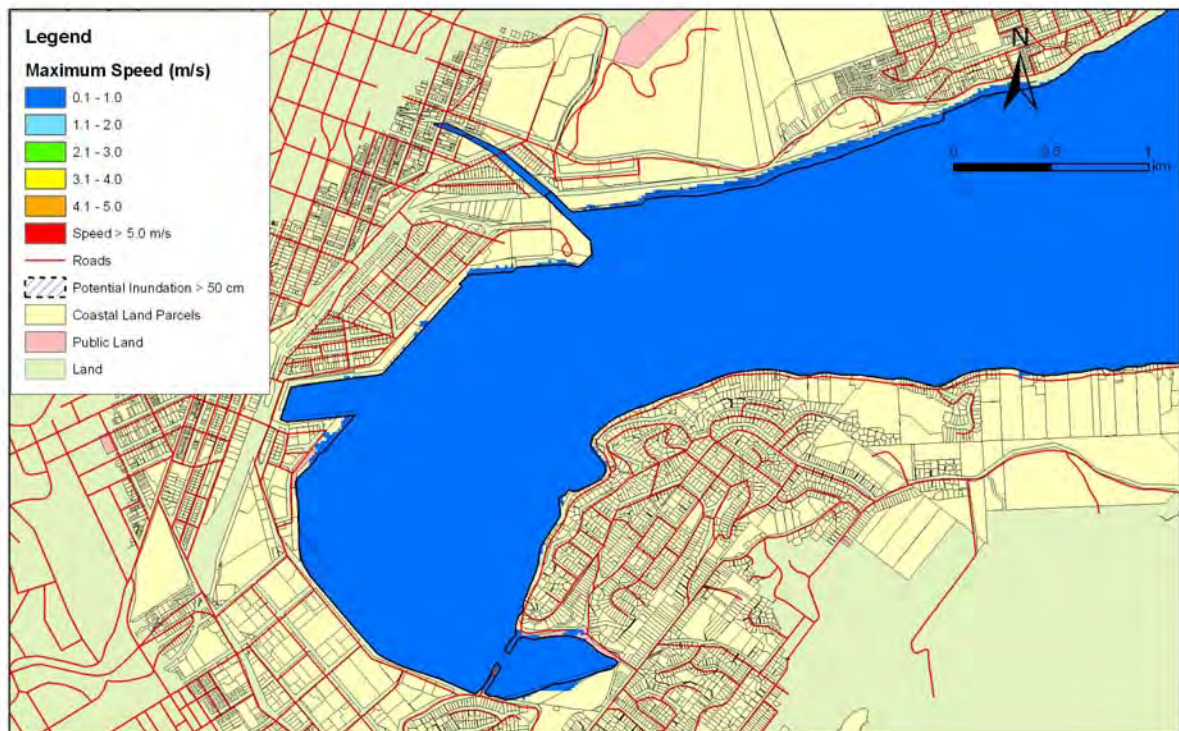 Legend
Maximum Speed (m/s)
0.1 - 1.0
1.1 - 2.0
2.1 - 3.0
3.1 - 4.0
4.1 - 5.0
Speed > 5.0 m/s
Roads
Potential Inundation > 50 cm
Coastal Land Parcels
Public Land
Land
N
0 0.5 1
km